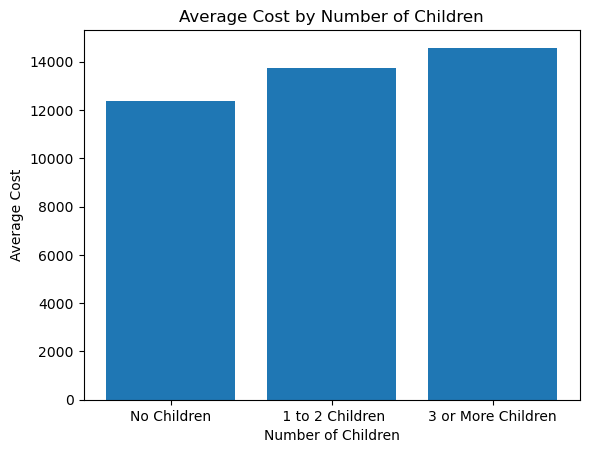 Average Cost by Number of Children
Average Cost
14000
12000
10000
8000
6000
4000
2000
0
No Children
1 to 2 Children
3 or More Children
Number of Children